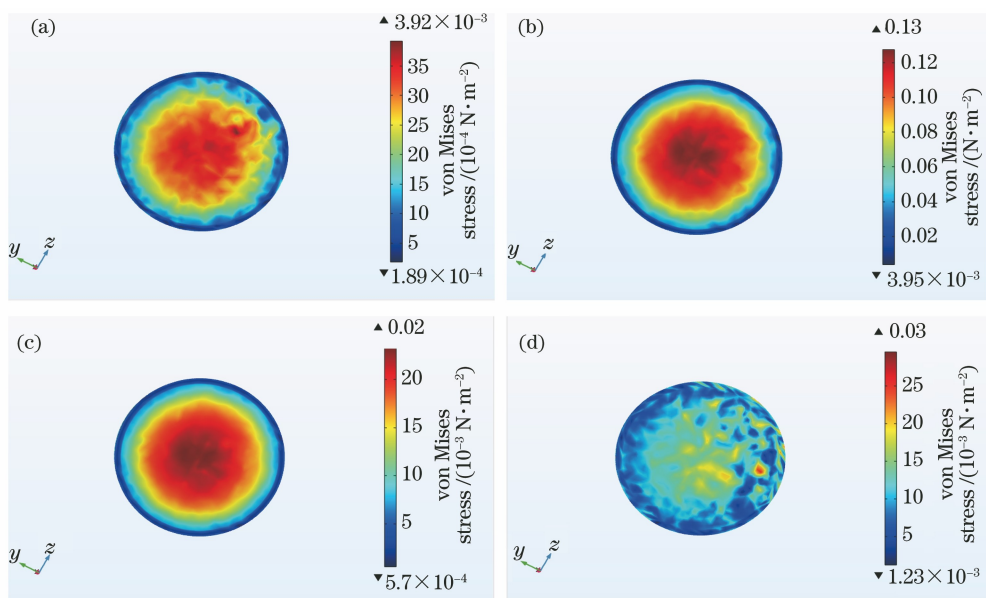 (a)
▲ 3.92×10⁻³
35
30
25
20
15
10
5
von Mises
stress /(10⁻⁴ N·m⁻²)
▼1.89×10⁻⁴
y z
(b)
▲ 0.13
0.12
0.10
0.08
0.06
0.04
0.02
von Mises
stress /(N·m⁻²)
▼ 3.95×10⁻³
y z
(c)
▲ 0.02
20
15
10
5
von Mises
stress /(10⁻³ N·m⁻²)
▼5.7×10⁻⁴
y z
(d)
▲ 0.03
25
20
15
10
5
von Mises
stress /(10⁻³ N·m⁻²)
▼ 1.23×10⁻³
y z